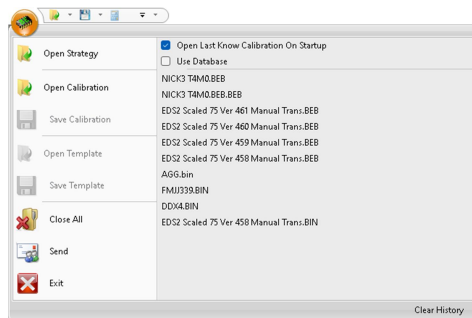 Open Strategy
Open Calibration
Save Calibration
Open Template
Save Template
Close All
Send
Exit
Open Last Know Calibration On Startup
Use Database
NICK3 T4M0.BEB
NICK3 T4M0.BEB.BEB
EDS2 Scaled 75 Ver 461 Manual Trans.BEB
EDS2 Scaled 75 Ver 460 Manual Trans.BEB
EDS2 Scaled 75 Ver 459 Manual Trans.BEB
EDS2 Scaled 75 Ver 458 Manual Trans.BEB
AGG.bin
FMJJ339.BIN
DDX4.BIN
EDS2 Scaled 75 Ver 458 Manual Trans.BIN
Clear History